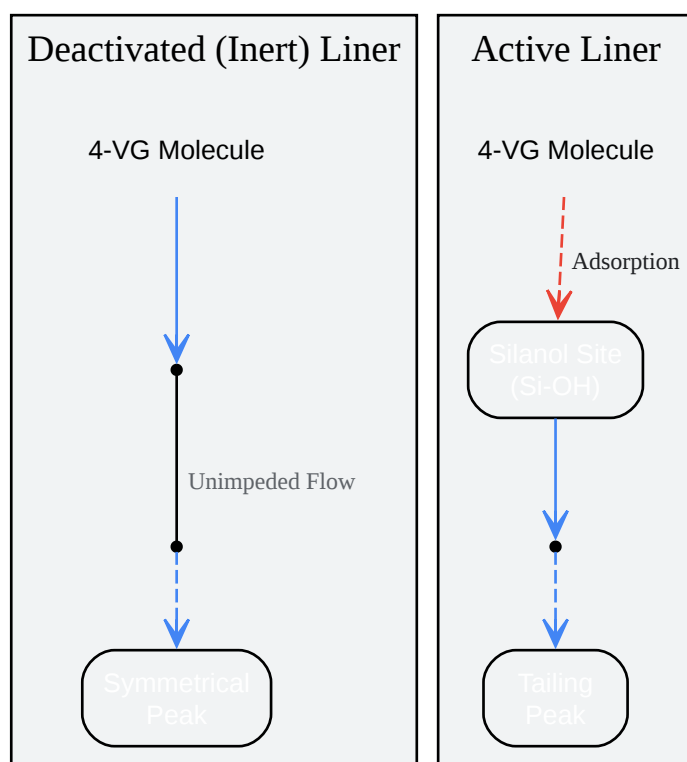 Deactivated (Inert) Liner
4-VG Molecule
Unimpeded Flow
Symmetrical
Peak
Active Liner
4-VG Molecule
Adsorption
Silanol Site
(Si-OH)
Tailing
Peak